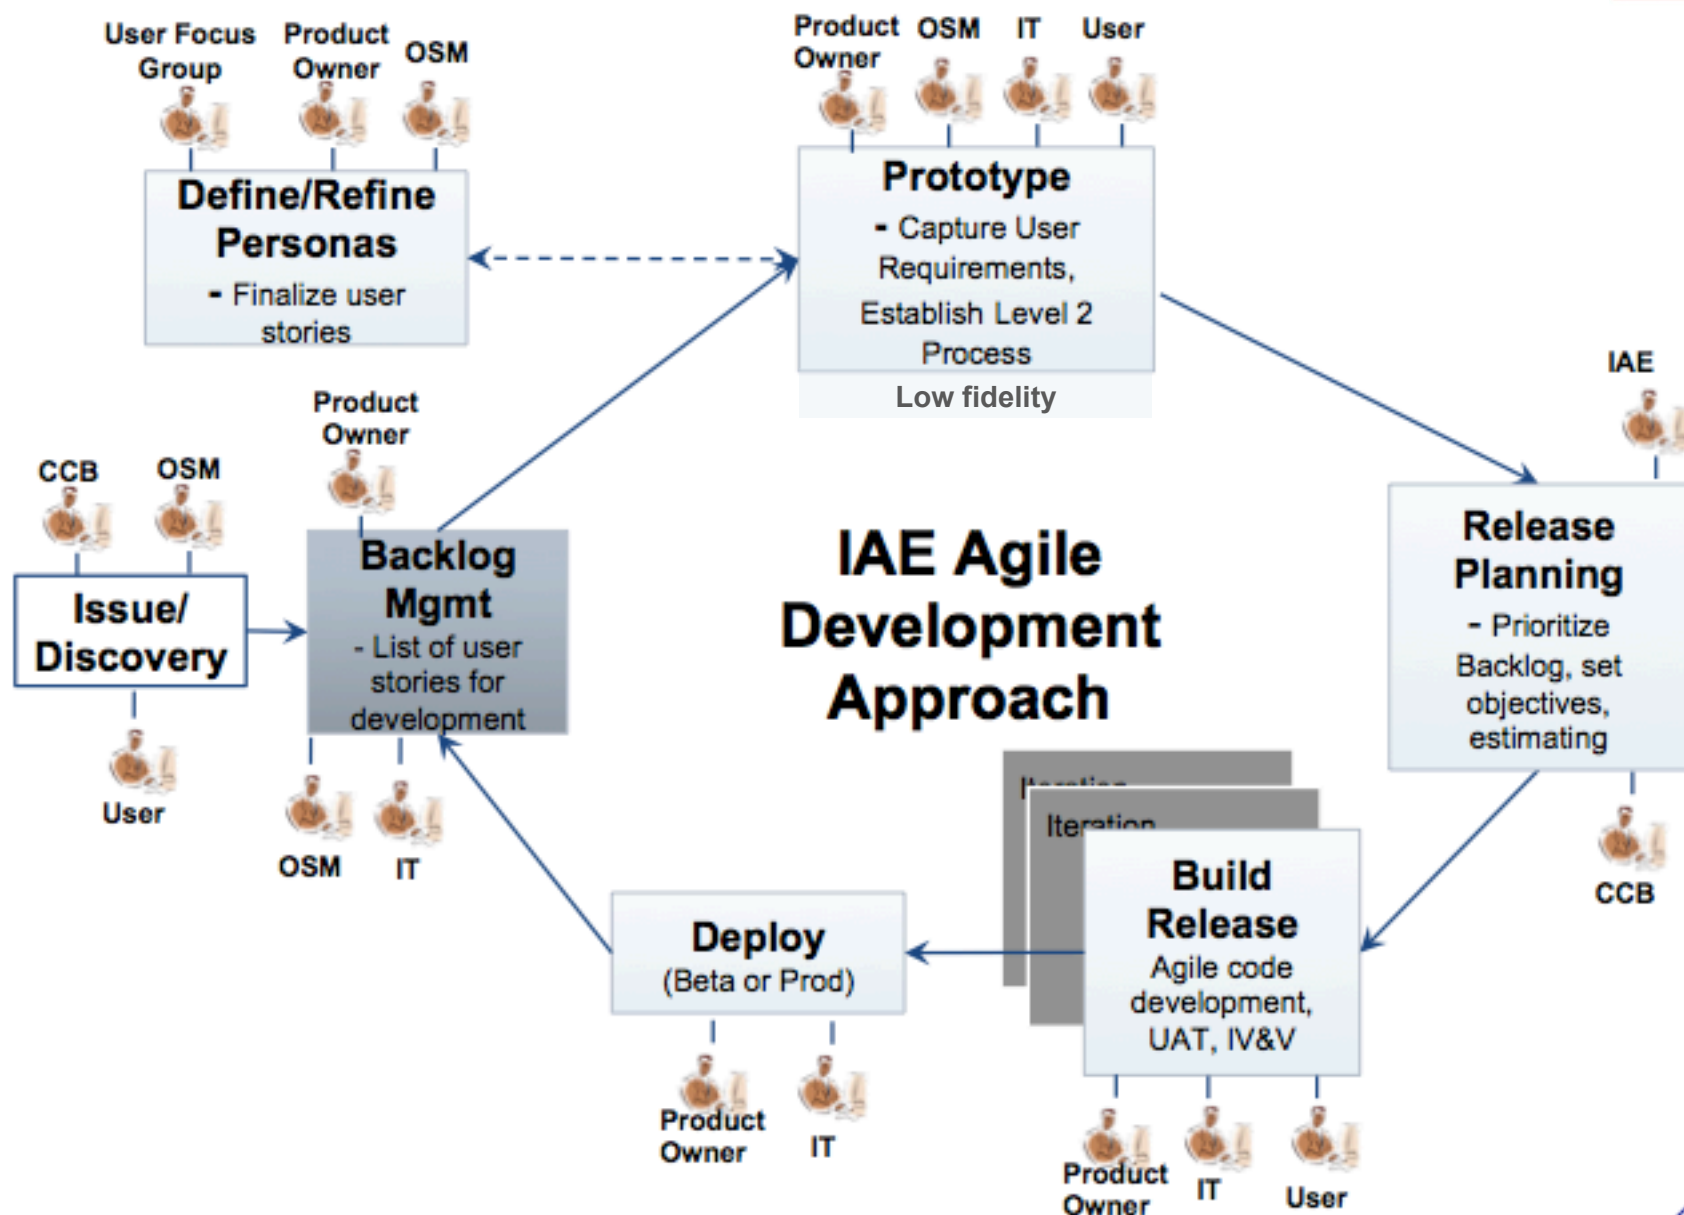 User Focus
Group
Product
Owner
OSM
Define/Refine
Personas
- Finalize user
stories
Product
Owner
OSM
IT
User
Prototype
- Capture User
Requirements,
Establish Level 2
Process
Low fidelity
IAE
Release
Planning
- Prioritize
Backlog, set
objectives,
estimating
CCB
CCB
OSM
Issue/
Discovery
User
Product
Owner
Backlog
Mgmt
- List of user
stories for
development
OSM
IT
IAE Agile
Development
Approach
Iteration
Iteration
Build
Release
Agile code
development,
UAT, IV&V
Product
Owner
IT
User
Deploy
(Beta or Prod)
Product
Owner
IT